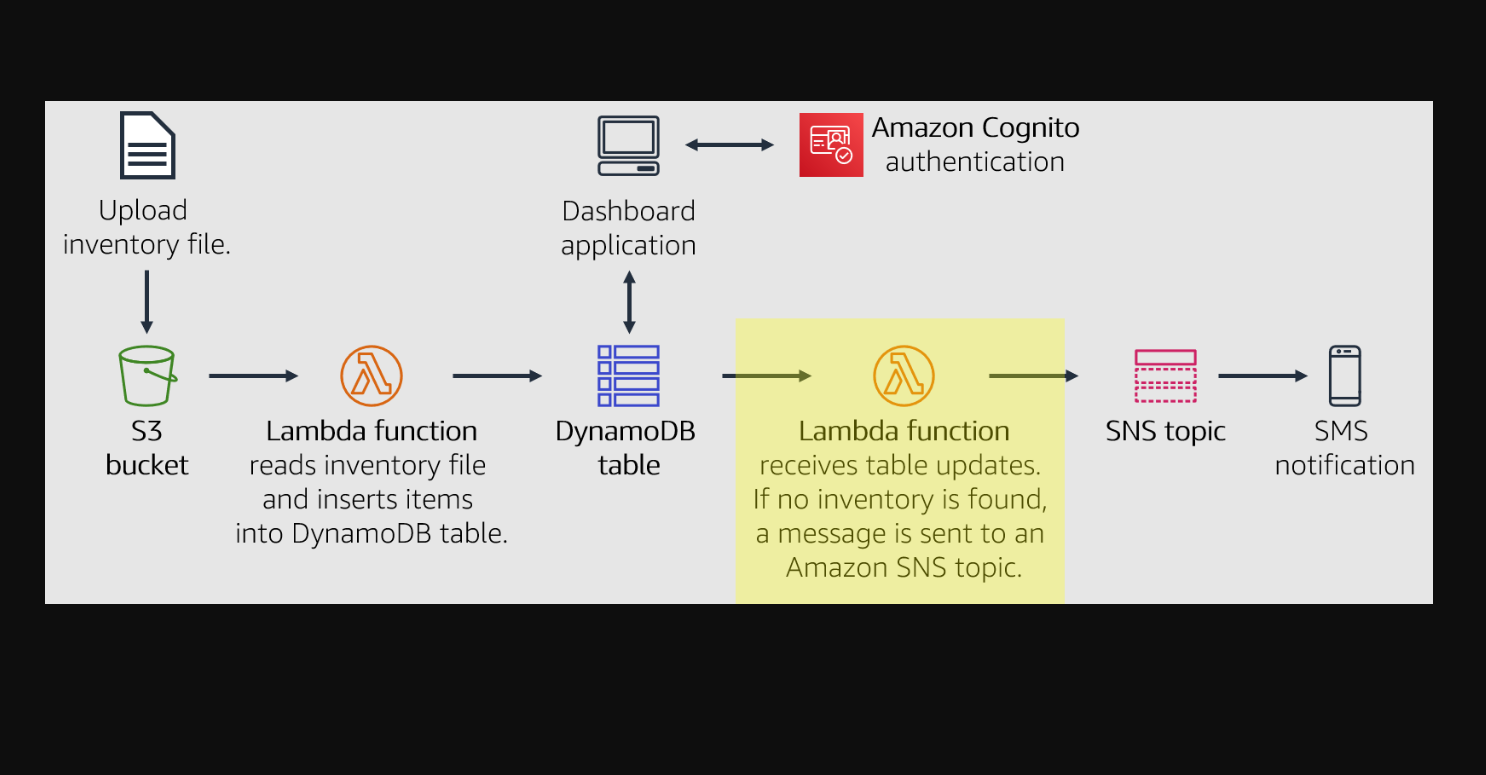 Upload
inventory file.
Dashboard
application
Amazon Cognito
authentication
S3
bucket
Lambda function
reads inventory file
and inserts items
into DynamoDB table.
DynamoDB
table
Lambda function
receives table updates.
If no inventory is found,
a message is sent to an
Amazon SNS topic.
SNS topic
SMS
notification